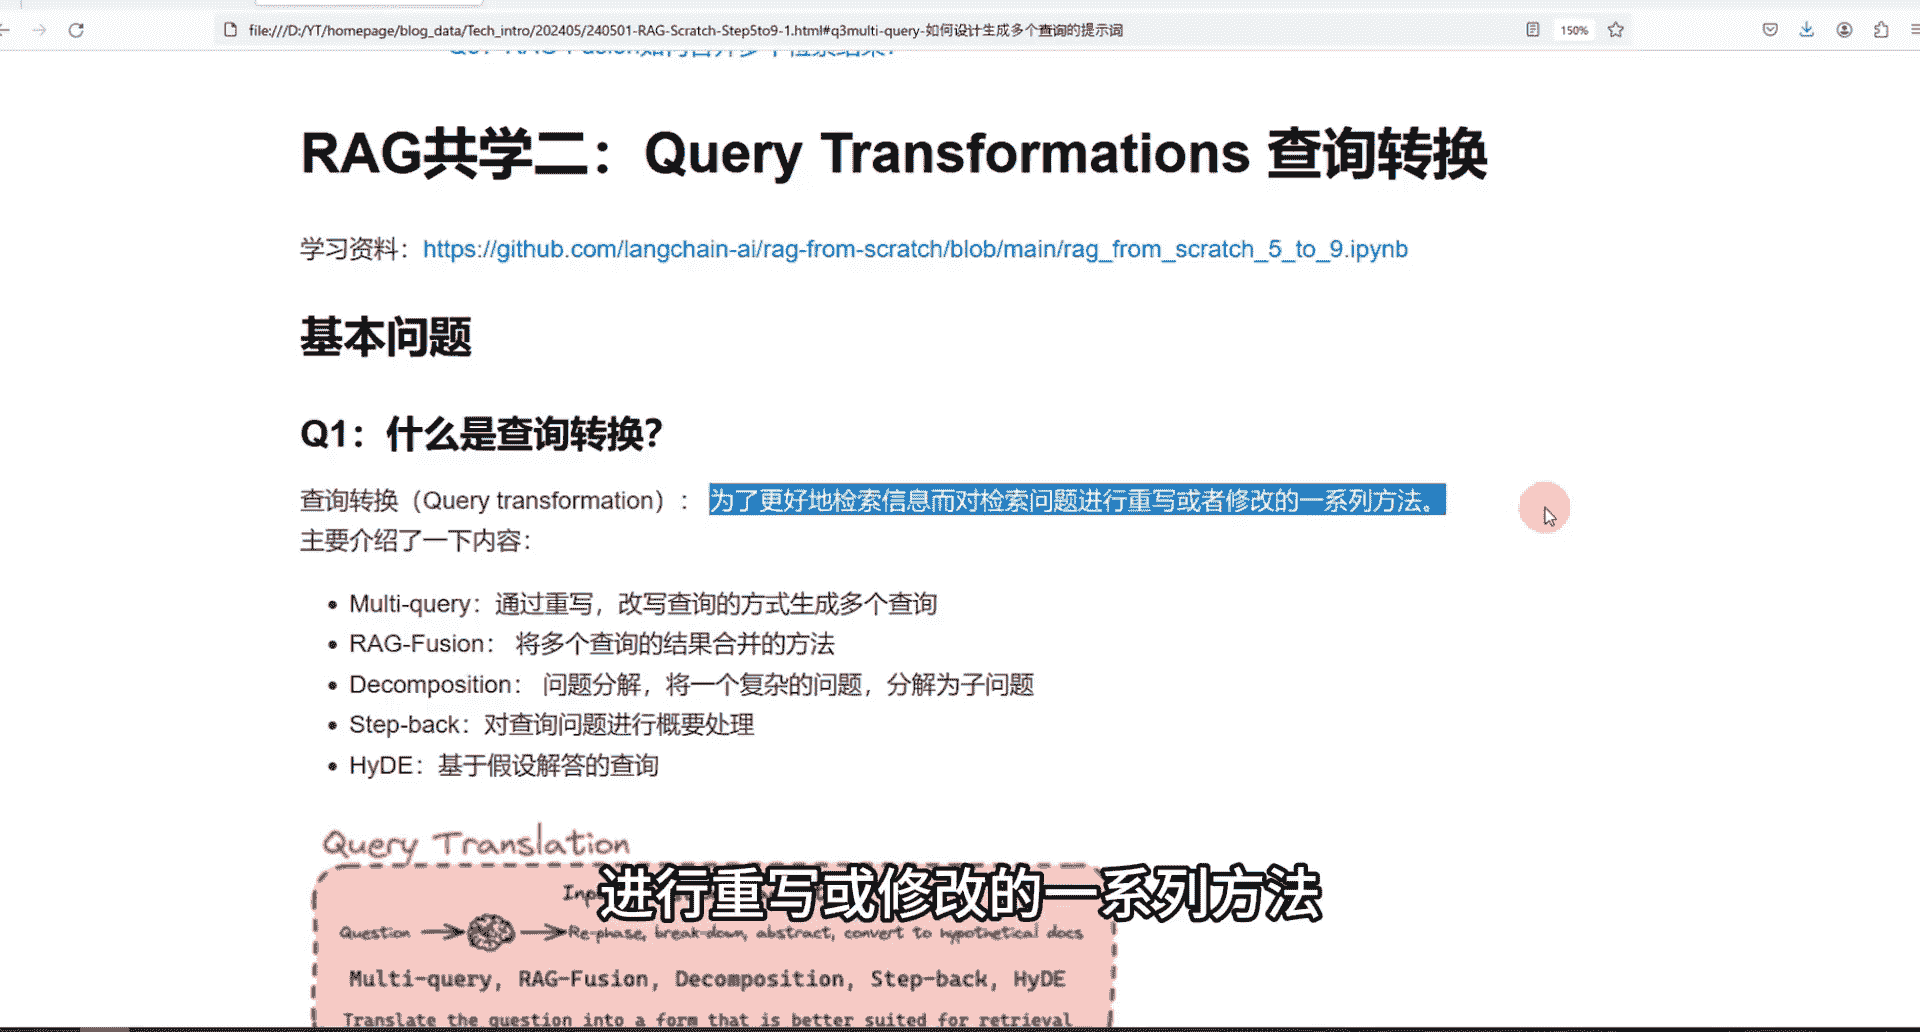 file:///D:/YT/homepage/blog_data/Tech_intro/202405/240501-RAG-Scratch-Step5to9-1.html#q3multi-query-如何设计生成多个查询的提示词
150%
RAG共学二：Query Transformations 查询转换
学习资料：https://github.com/langchain-ai/rag-from-scratch/blob/main/rag_from_scratch_5_to_9.ipynb
基本问题
Q1：什么是查询转换？
查询转换（Query transformation）：为了更好地检索信息而对检索问题进行重写或者修改的一系列方法。
主要介绍了一下内容：
Multi-query：通过重写，改写查询的方式生成多个查询
RAG-Fusion： 将多个查询的结果合并的方法
Decomposition： 问题分解，将一个复杂的问题，分解为子问题
Step-back：对查询问题进行概要处理
HyDE：基于假设解答的查询
Query Translation
进行重写或修改的一系列方法
Question Re-phase, break-down, abstract, convert to hypothetical docs
Multi-query, RAG-Fusion, Decomposition, Step-back, HyDE
Translate the question into a form that is better suited for retrieval